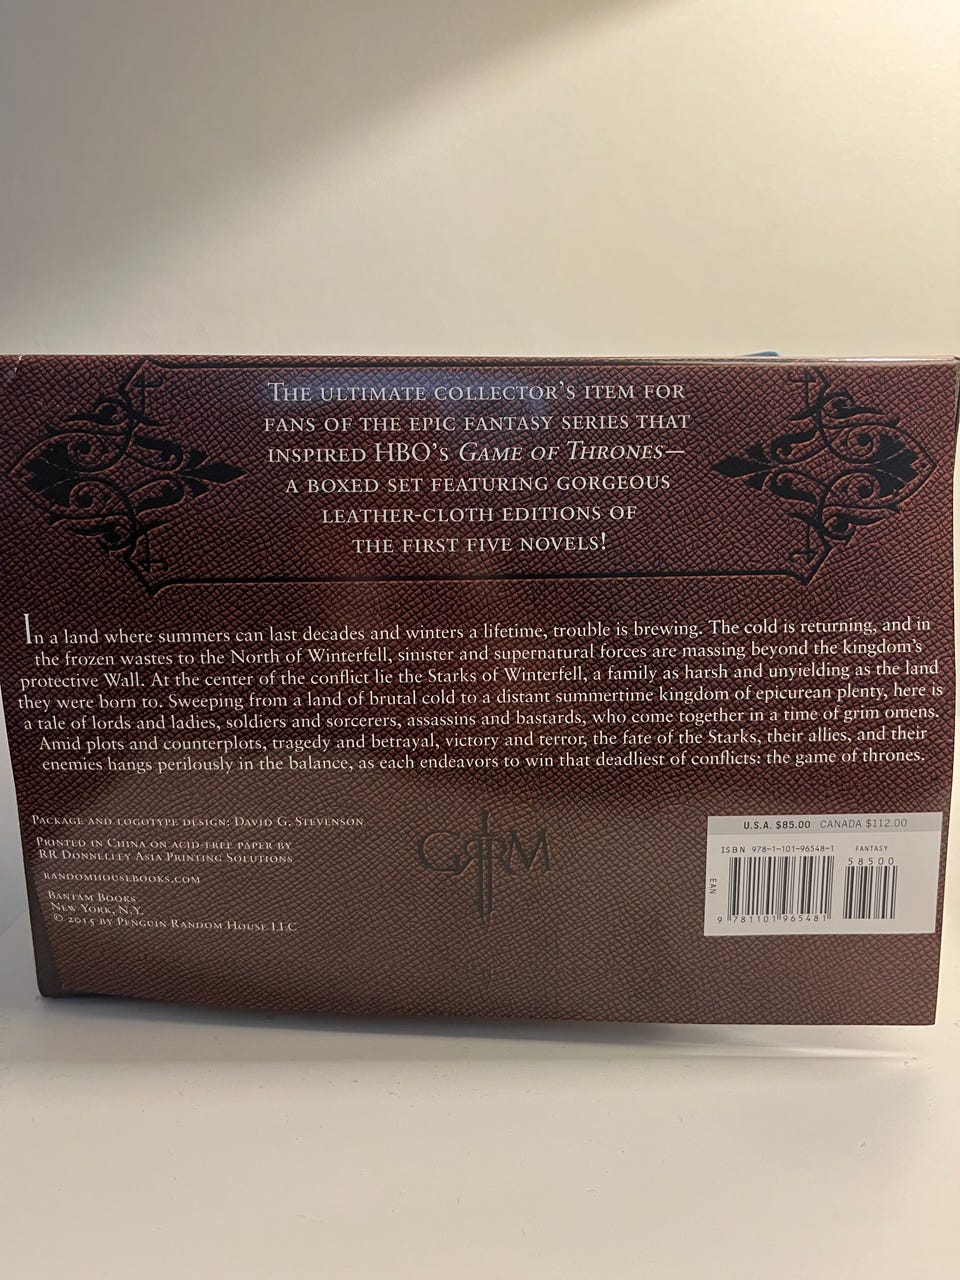 The ultimate collector's item for
fans of the epic fantasy series that
inspired HBO's Game of Thrones—
a boxed set featuring gorgeous
leather-cloth editions of
the first five novels!
In a land where summers can last decades and winters a lifetime, trouble is brewing. The cold is returning, and in
the frozen wastes to the North of Winterfell, sinister and supernatural forces are massing beyond the kingdom's
protective Wall. At the center of the conflict lie the Starks of Winterfell, a family as harsh and unyielding as the land
they were born to. Sweeping from a land of brutal cold to a distant summertime kingdom of epicurean plenty, here is
a tale of lords and ladies, soldiers and sorcerers, assassins and bastards, who come together in a time of grim omens.
Amid plots and counterplots, tragedy and betrayal, victory and terror, the fate of the Starks, their allies, and their
enemies hangs perilously in the balance, as each endeavors to win that deadliest of conflicts: the game of thrones.
Package and logotype design: David G. Stevenson
Printed in China on acid-free paper by
RR Donnelley Asia Printing Solutions
randomhousebooks.com
Bantam Books
New York, N.Y.
© 2015 by Penguin Random House LLC
GRRM
U.S.A. $85.00 CANADA $112.00
ISBN 978-1-101-96548-1 FANTASY
58500
EAN
9 781101 965481